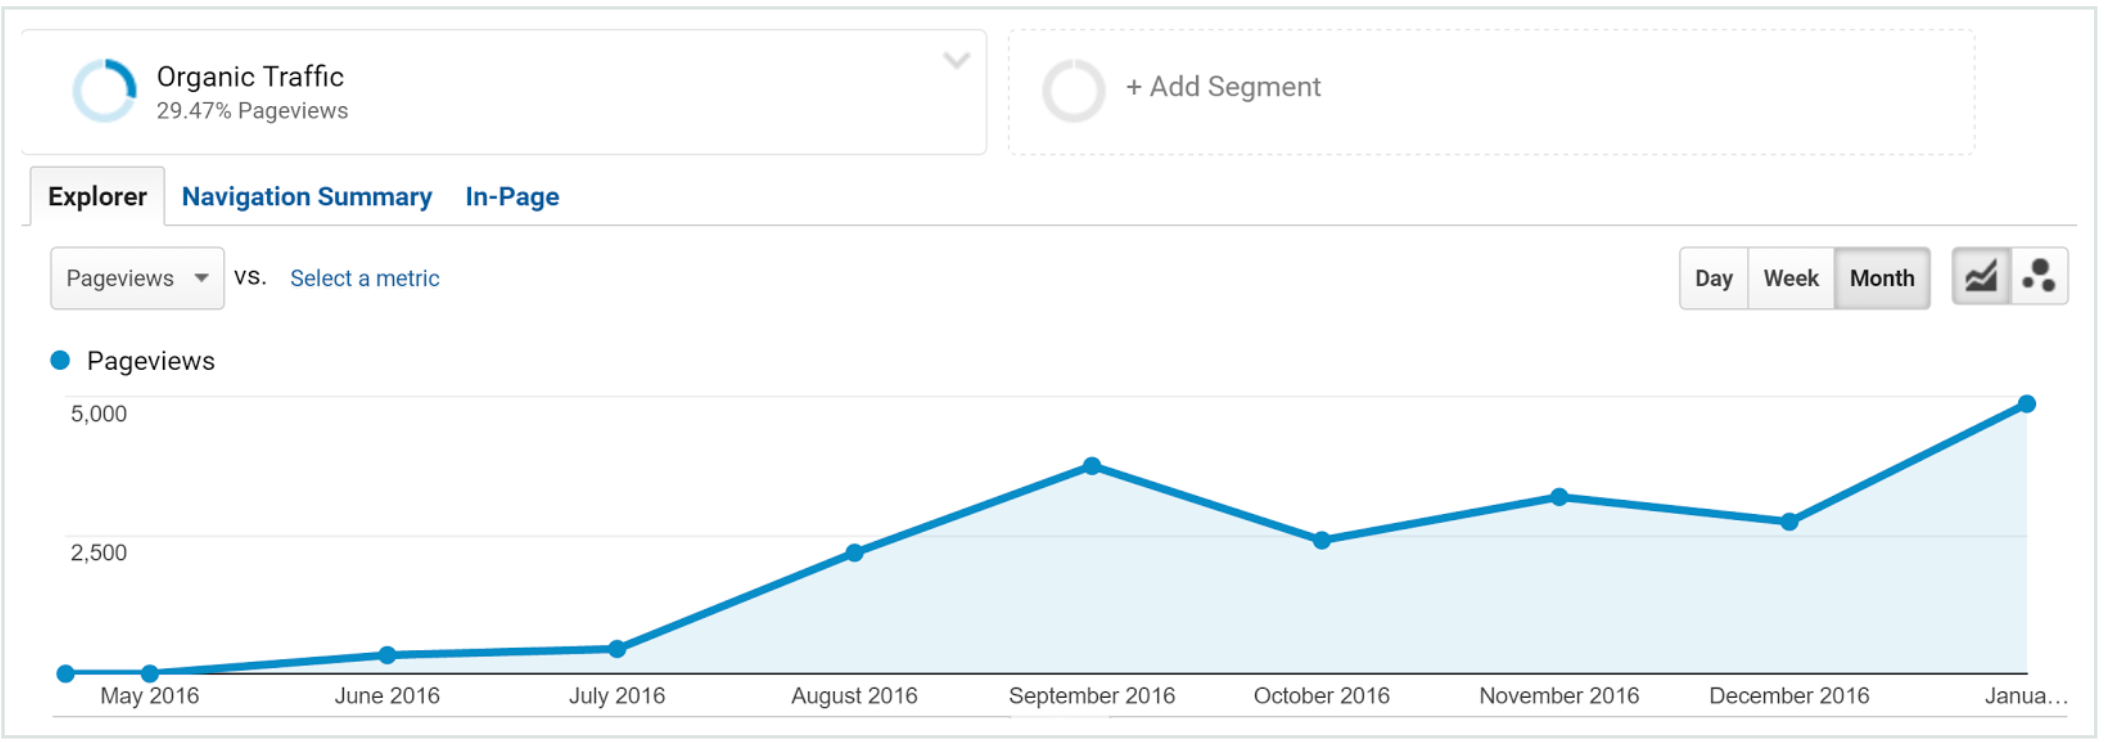 Organic Traffic
29.47% Pageviews
+ Add Segment
Explorer Navigation Summary In-Page
Pageviews VS. Select a metric
Day Week Month
Pageviews
5,000
2,500
May 2016 June 2016 July 2016 August 2016 September 2016 October 2016 November 2016 December 2016 Janua...